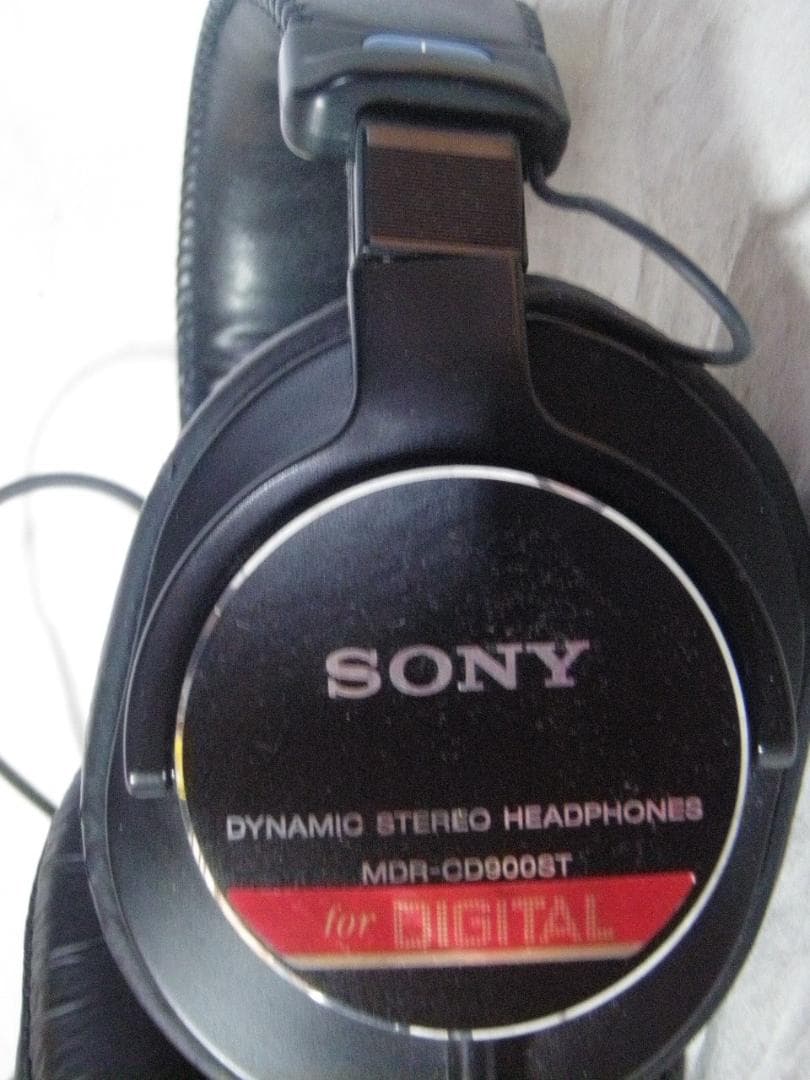 SONY
DYNAMIC STEREO HEADPHONES
MDR-CD900ST
for DIGITAL